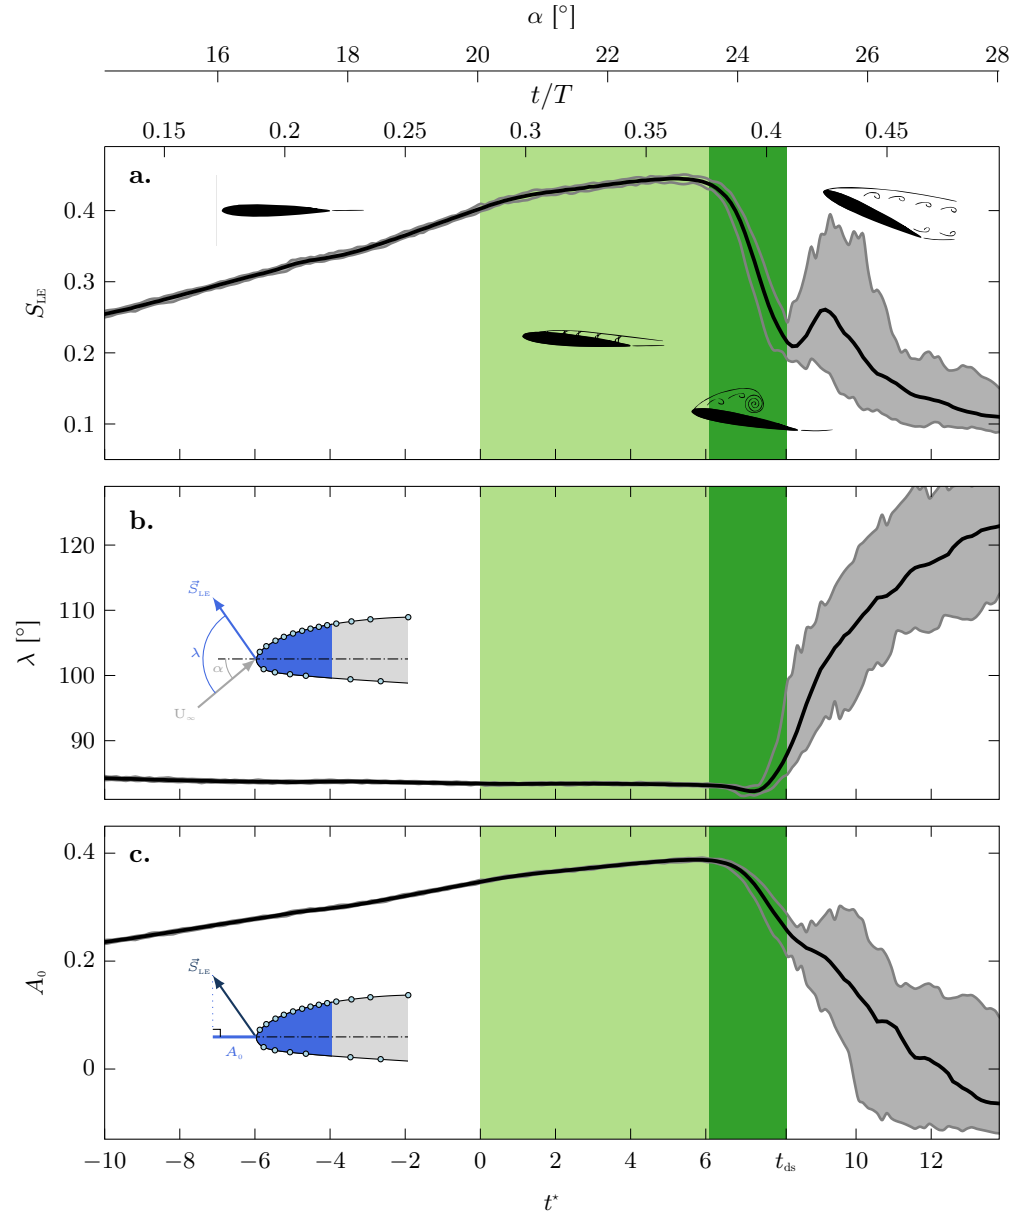 α [°]
16 18 20 22 24 26 28
t/T
0.15 0.2 0.25 0.3 0.35 0.4 0.45
a.
0.4
0.3
0.2
0.1
S_LE
b.
120
110
100
90
λ [°]
S⃗_LE
λ
α
U_∞
c.
0.4
0.2
0
A_0
S⃗_LE
A_0
−10 −8 −6 −4 −2 0 2 4 6 t_ds 10 12
t*